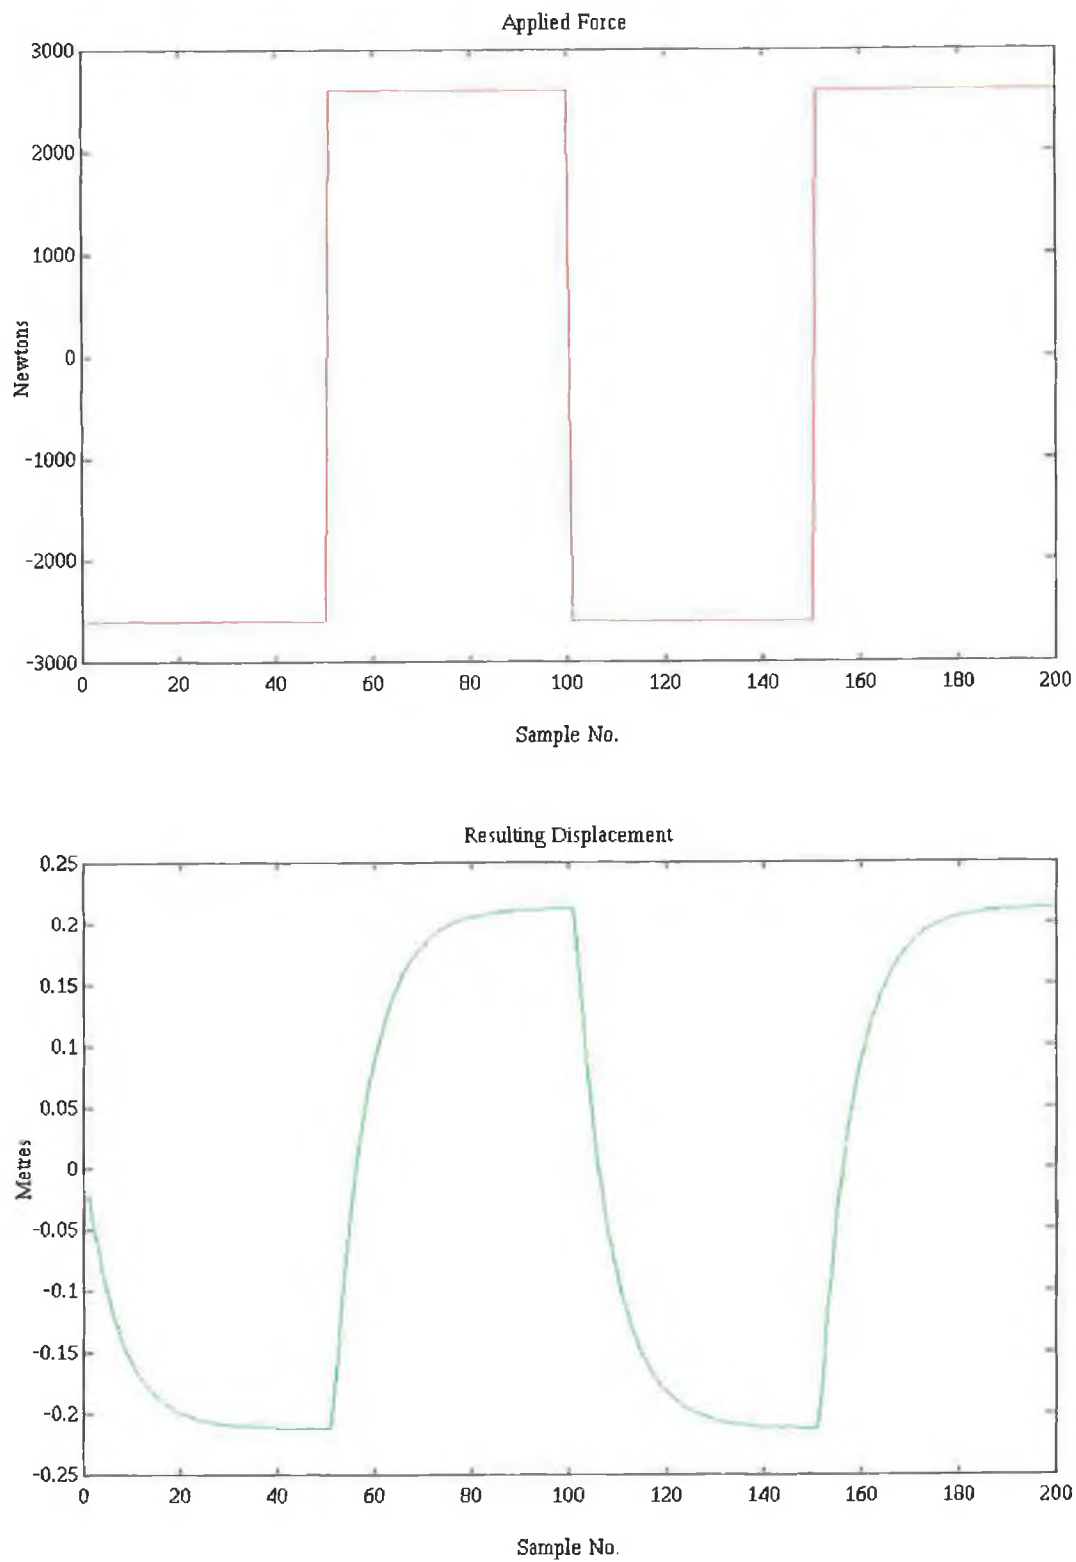 Applied Force
3000
2000
1000
0
-1000
-2000
-3000
Newtons
0 20 40 60 80 100 120 140 160 180 200
Sample No.
Resulting Displacement
0.25
0.2
0.15
0.1
0.05
0
-0.05
-0.1
-0.15
-0.2
-0.25
Metres
0 20 40 60 80 100 120 140 160 180 200
Sample No.